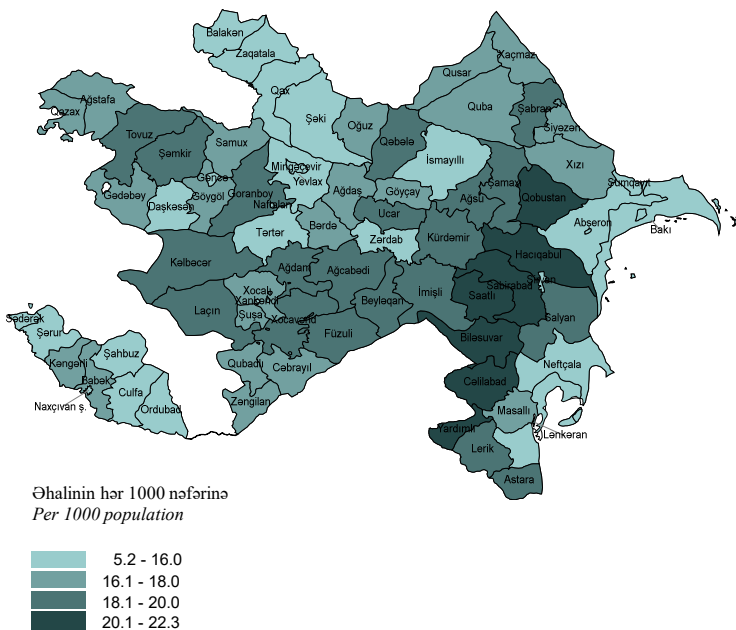 Balakən
Zaqatala
Qax
Şəki
Oğuz
Qəbələ
Qusar
Xaçmaz
Quba
Şabran
Siyəzən
Xızı
Ağstafa
Qazax
Tovuz
Şəmkir
Samux
Gəncə
Gədəbəy
Daşkəsən
Göygöl
Goranboy
Naftalan
Mingəçevir
Yevlax
Ağdaş
Göyçay
İsmayıllı
Şamaxı
Qobustan
Sumqayıt
Abşeron
Bakı
Ucar
Ağsu
Bərdə
Tərtər
Zərdab
Kürdəmir
Hacıqabul
Kəlbəcər
Ağdam
Ağcabədi
Xocalı
Xankəndi
Şuşa
Laçın
Xocavənd
Beyləqan
İmişli
Saatlı
Sabirabad
Şirvan
Salyan
Füzuli
Biləsuvar
Neftçala
Sədərək
Şərur
Kəngərli
Şahbuz
Babək
Naxçıvan ş.
Culfa
Ordubad
Qubadlı
Cəbrayıl
Zəngilan
Cəlilabad
Masallı
Yardımlı
Lənkəran
Lerik
Astara
Əhalinin hər 1000 nəfərinə
Per 1000 population
5.2 - 16.0
16.1 - 18.0
18.1 - 20.0
20.1 - 22.3